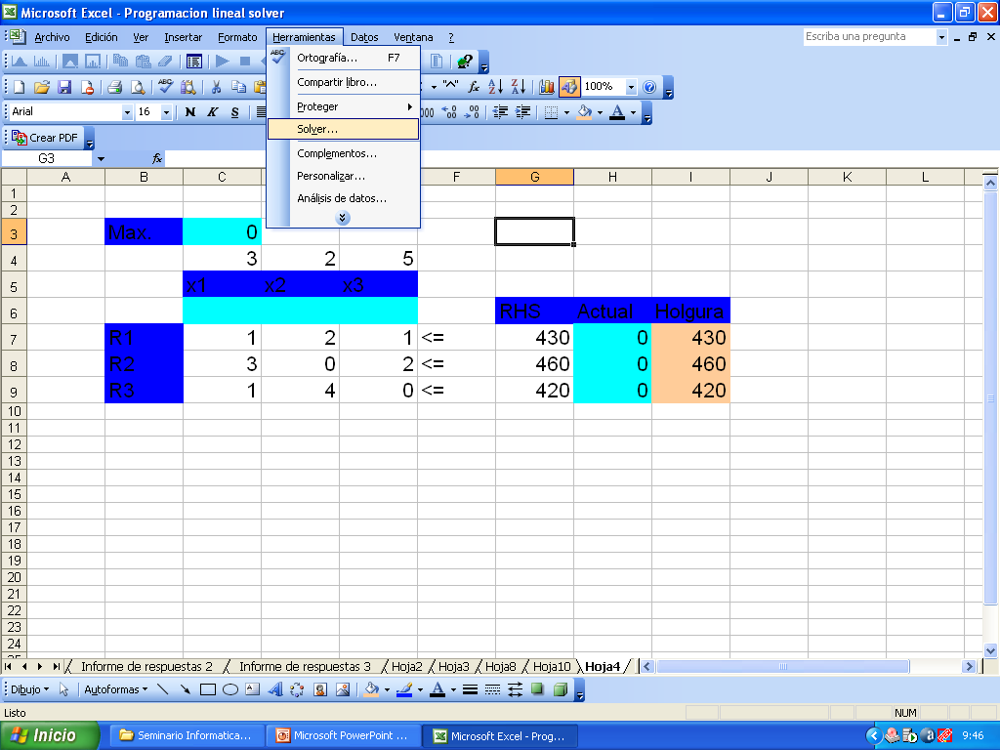 Microsoft Excel - Programacion lineal solver
Archivo Edición Ver Insertar Formato Herramientas Datos Ventana ? Escriba una pregunta
Ortografía... F7
Compartir libro...
Proteger
Solver...
Complementos...
Personalizar...
Análisis de datos...
100%
Arial 16 N K S
Crear PDF
G3 fx
A B C F G H I J K L
1
2
3 Max. 0
4 3 2 5
5 x1 x2 x3
6 RHS Actual Holgura
7 R1 1 2 1 <= 430 0 430
8 R2 3 0 2 <= 460 0 460
9 R3 1 4 0 <= 420 0 420
10
11
12
13
14
15
16
17
18
19
20
21
22
23
24
Informe de respuestas 2 Informe de respuestas 3 Hoja2 Hoja3 Hoja8 Hoja10 Hoja4
Dibujo Autoformas
Listo NUM
Inicio Seminario Informatica... Microsoft PowerPoint ... Microsoft Excel - Prog... 9:46